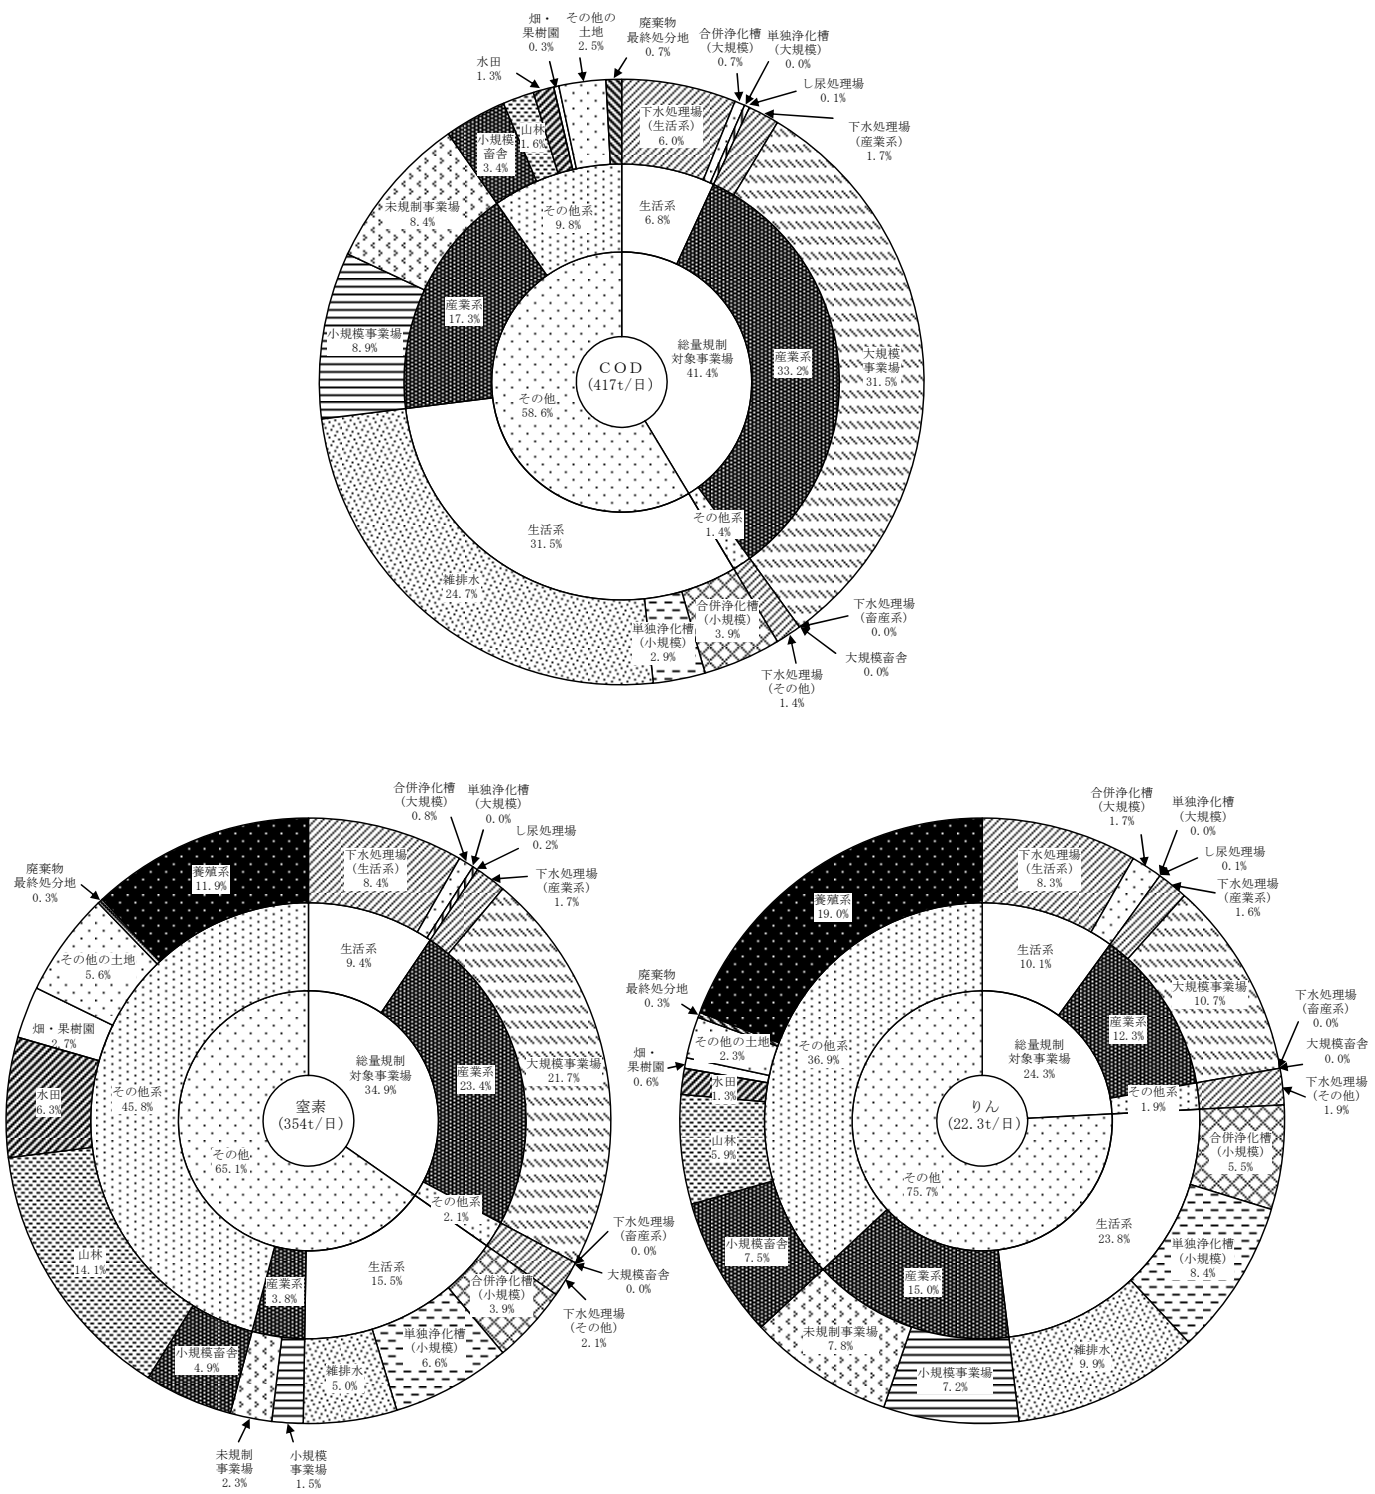 畑・
果樹園
0.3%
その他の
土地
2.5%
廃棄物
最終処分地
0.7%
合併浄化槽
(大規模)
0.7%
単独浄化槽
(大規模)
0.0%
し尿処理場
0.1%
水田
1.3%
下水処理場
(生活系)
6.0%
下水処理場
(産業系)
1.7%
山林
1.6%
小規模
畜舎
3.4%
未規制事業場
8.4%
その他系
9.8%
生活系
6.8%
産業系
17.3%
小規模事業場
8.9%
総量規制
対象事業場
41.4%
産業系
33.2%
大規模
事業場
31.5%
COD
(417t/日)
その他
58.6%
その他系
1.4%
生活系
31.5%
雑排水
24.7%
単独浄化槽
(小規模)
2.9%
合併浄化槽
(小規模)
3.9%
下水処理場
(畜産系)
0.0%
大規模畜舎
0.0%
下水処理場
(その他)
1.4%
合併浄化槽
(大規模)
0.8%
単独浄化槽
(大規模)
0.0%
し尿処理場
0.2%
下水処理場
(産業系)
1.7%
下水処理場
(生活系)
8.4%
養殖系
11.9%
廃棄物
最終処分地
0.3%
その他の土地
5.6%
生活系
9.4%
畑・果樹園
2.7%
総量規制
対象事業場
34.9%
産業系
23.4%
大規模事業場
21.7%
水田
6.3%
その他系
45.8%
窒素
(354t/日)
その他
65.1%
その他系
2.1%
山林
14.1%
生活系
15.5%
産業系
3.8%
下水処理場
(畜産系)
0.0%
大規模畜舎
0.0%
下水処理場
(その他)
2.1%
合併浄化槽
(小規模)
3.9%
単独浄化槽
(小規模)
6.6%
雑排水
5.0%
小規模畜舎
4.9%
未規制
事業場
2.3%
小規模
事業場
1.5%
合併浄化槽
(大規模)
1.7%
単独浄化槽
(大規模)
0.0%
し尿処理場
0.1%
下水処理場
(産業系)
1.6%
下水処理場
(生活系)
8.3%
養殖系
19.0%
生活系
10.1%
廃棄物
最終処分地
0.3%
大規模事業場
10.7%
下水処理場
(畜産系)
0.0%
大規模畜舎
0.0%
下水処理場
(その他)
1.9%
産業系
12.3%
その他の土地
2.3%
その他系
36.9%
総量規制
対象事業場
24.3%
畑・
果樹園
0.6%
水田
1.3%
その他系
1.9%
りん
(22.3t/日)
山林
5.9%
その他
75.7%
合併浄化槽
(小規模)
5.5%
生活系
23.8%
単独浄化槽
(小規模)
8.4%
小規模畜舎
7.5%
産業系
15.0%
未規制事業場
7.8%
雑排水
9.9%
小規模事業場
7.2%